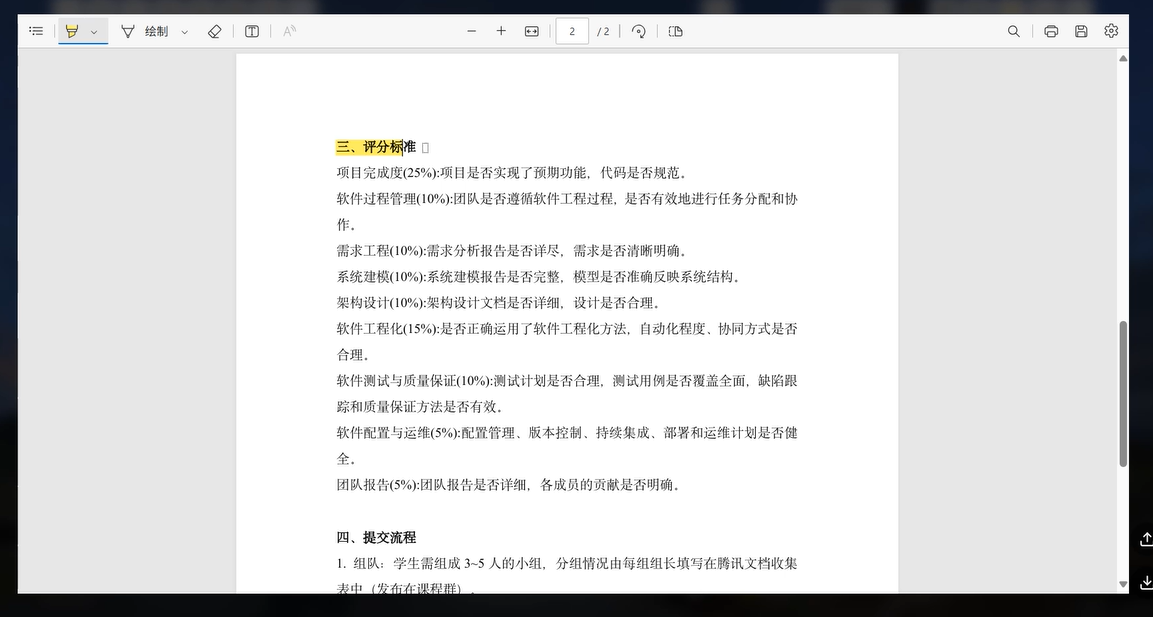 绘制
2 / 2
三、评分标准
项目完成度(25%):项目是否实现了预期功能，代码是否规范。
软件过程管理(10%):团队是否遵循软件工程过程，是否有效地进行任务分配和协
作。
需求工程(10%):需求分析报告是否详尽，需求是否清晰明确。
系统建模(10%):系统建模报告是否完整，模型是否准确反映系统结构。
架构设计(10%):架构设计文档是否详细，设计是否合理。
软件工程化(15%):是否正确运用了软件工程化方法，自动化程度、协同方式是否
合理。
软件测试与质量保证(10%):测试计划是否合理，测试用例是否覆盖全面，缺陷跟
踪和质量保证方法是否有效。
软件配置与运维(5%):配置管理、版本控制、持续集成、部署和运维计划是否健
全。
团队报告(5%):团队报告是否详细，各成员的贡献是否明确。
四、提交流程
1. 组队：学生需组成 3~5 人的小组，分组情况由每组组长填写在腾讯文档收集
表中（发布在课程群）。